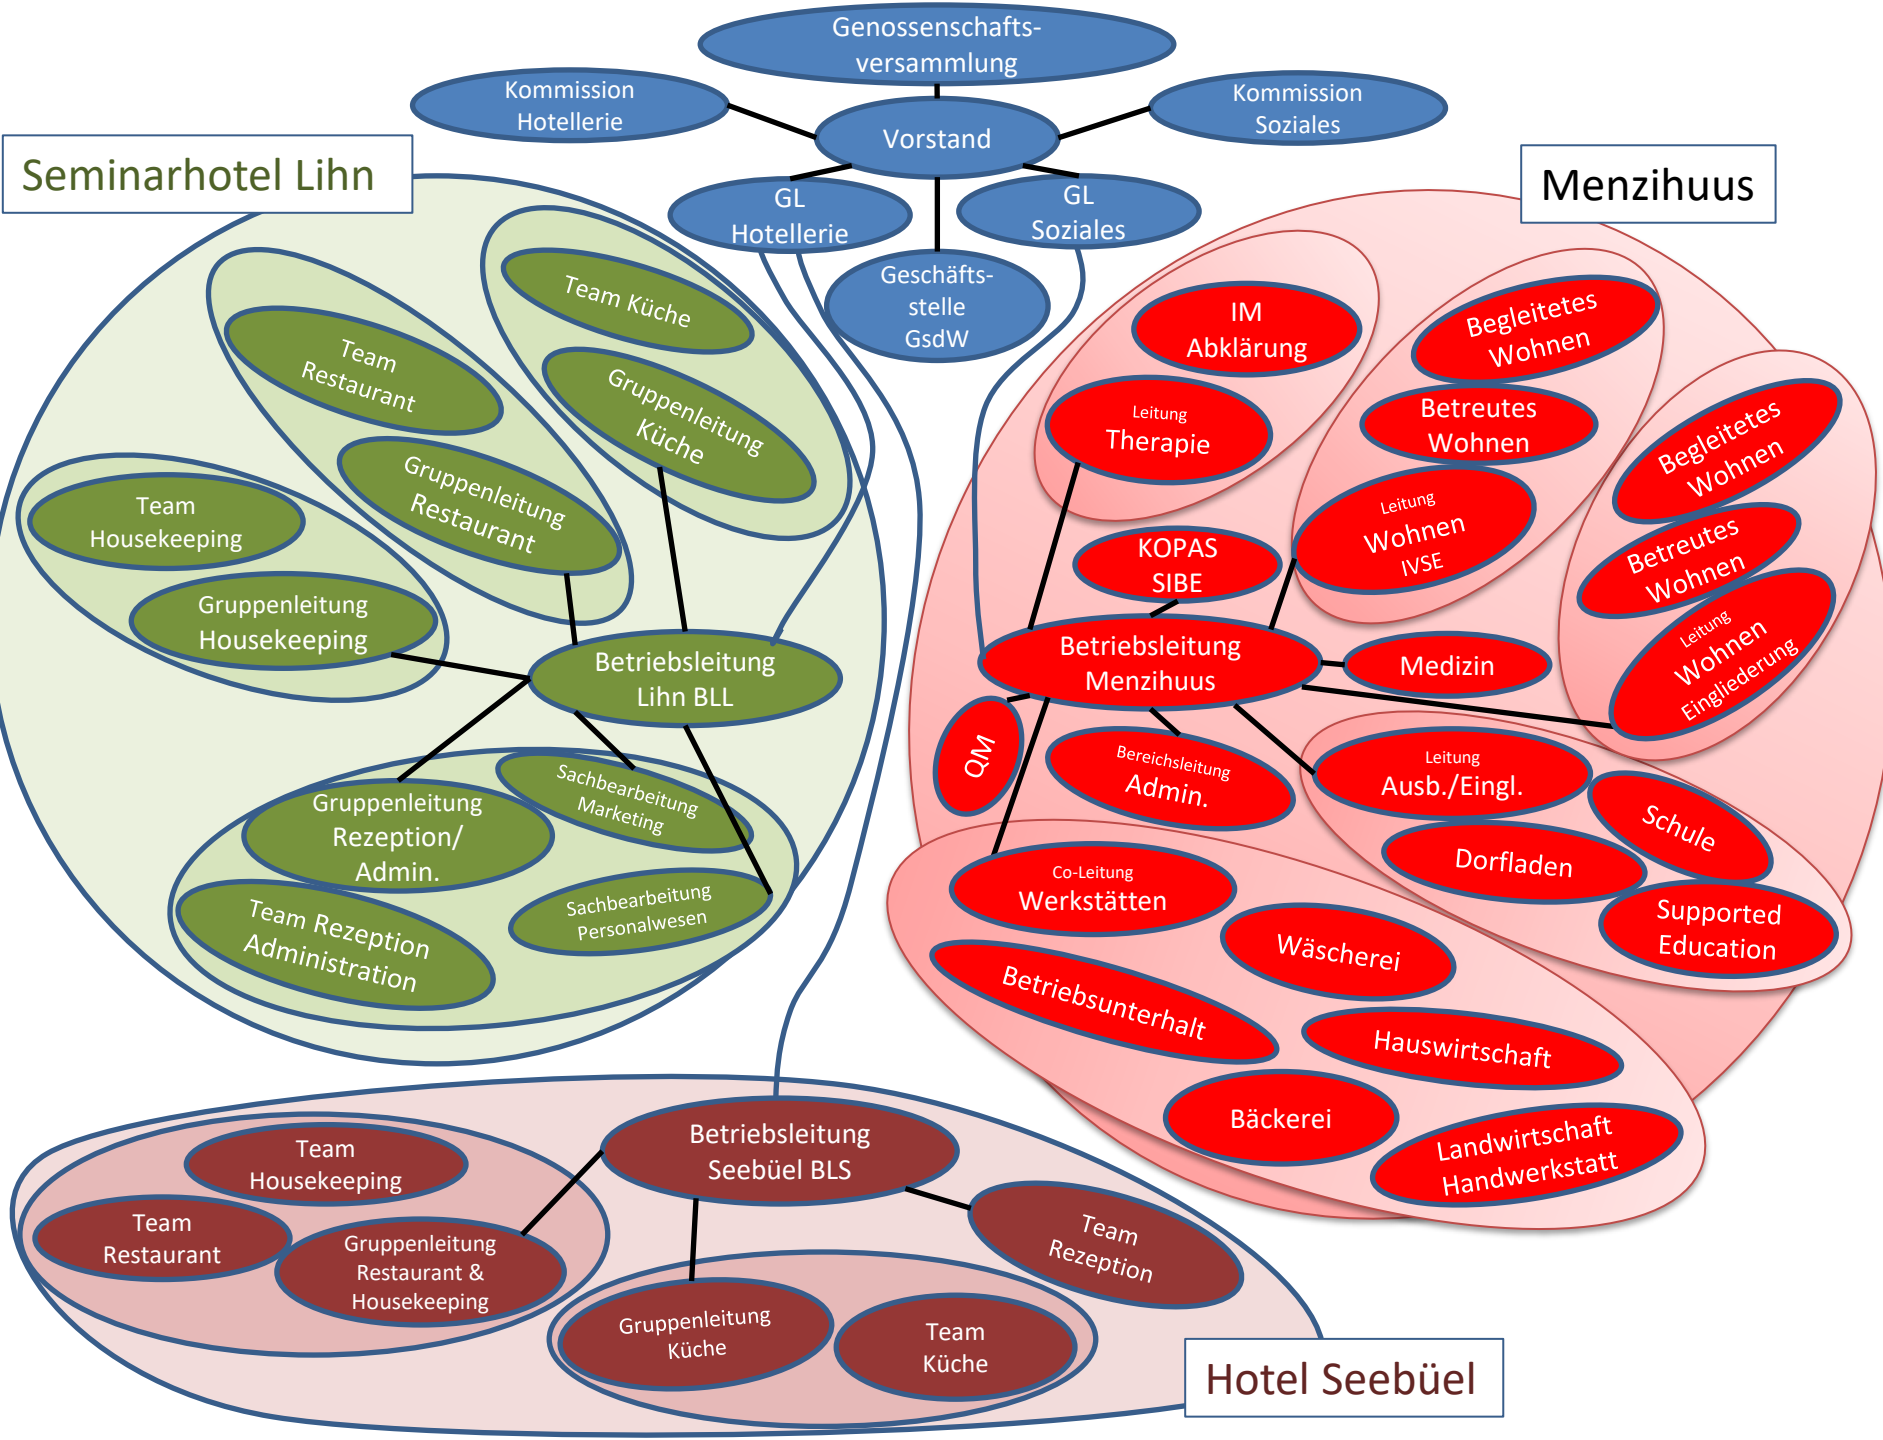 Genossenschafts-
versammlung
Kommission
Hotellerie
Kommission
Soziales
Vorstand
GL
Hotellerie
GL
Soziales
Geschäfts-
stelle
GsdW
Seminarhotel Lihn
Team Küche
Gruppenleitung
Küche
Team
Restaurant
Gruppenleitung
Restaurant
Team
Housekeeping
Gruppenleitung
Housekeeping
Betriebsleitung
Lihn BLL
Sachbearbeitung
Marketing
Gruppenleitung
Rezeption/
Admin.
Sachbearbeitung
Personalwesen
Team Rezeption
Administration
Menzihuus
IM
Abklärung
Leitung
Therapie
Begleitetes
Wohnen
Betreutes
Wohnen
Leitung
Wohnen
IVSE
Begleitetes
Wohnen
Betreutes
Wohnen
Leitung
Wohnen
Eingliederung
KOPAS
SIBE
Betriebsleitung
Menzihuus
Medizin
QM
Bereichsleitung
Admin.
Leitung
Ausb./Eingl.
Schule
Dorfladen
Supported
Education
Co-Leitung
Werkstätten
Wäscherei
Betriebsunterhalt
Hauswirtschaft
Bäckerei
Landwirtschaft
Handwerkstatt
Betriebsleitung
Seebüel BLS
Team
Housekeeping
Team
Restaurant
Gruppenleitung
Restaurant &
Housekeeping
Team
Rezeption
Gruppenleitung
Küche
Team
Küche
Hotel Seebüel